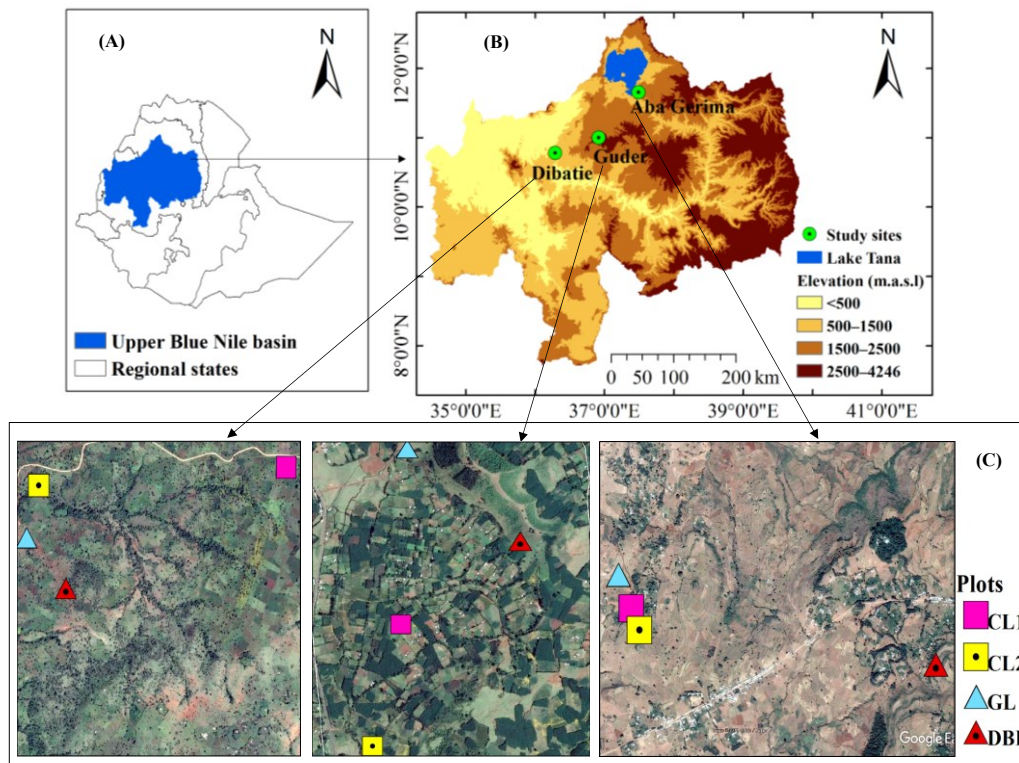 (A)
N
Upper Blue Nile basin
Regional states
(B)
N
12°0'0"N
10°0'0"N
8°0'0"N
Aba Gerima
Guder
Dibatie
Study sites
Lake Tana
Elevation (m.a.s.l)
<500
500–1500
1500–2500
2500–4246
0 50 100 200 km
35°0'0"E 37°0'0"E 39°0'0"E 41°0'0"E
(C)
Plots
CL1
CL2
GL
DBL
Google E